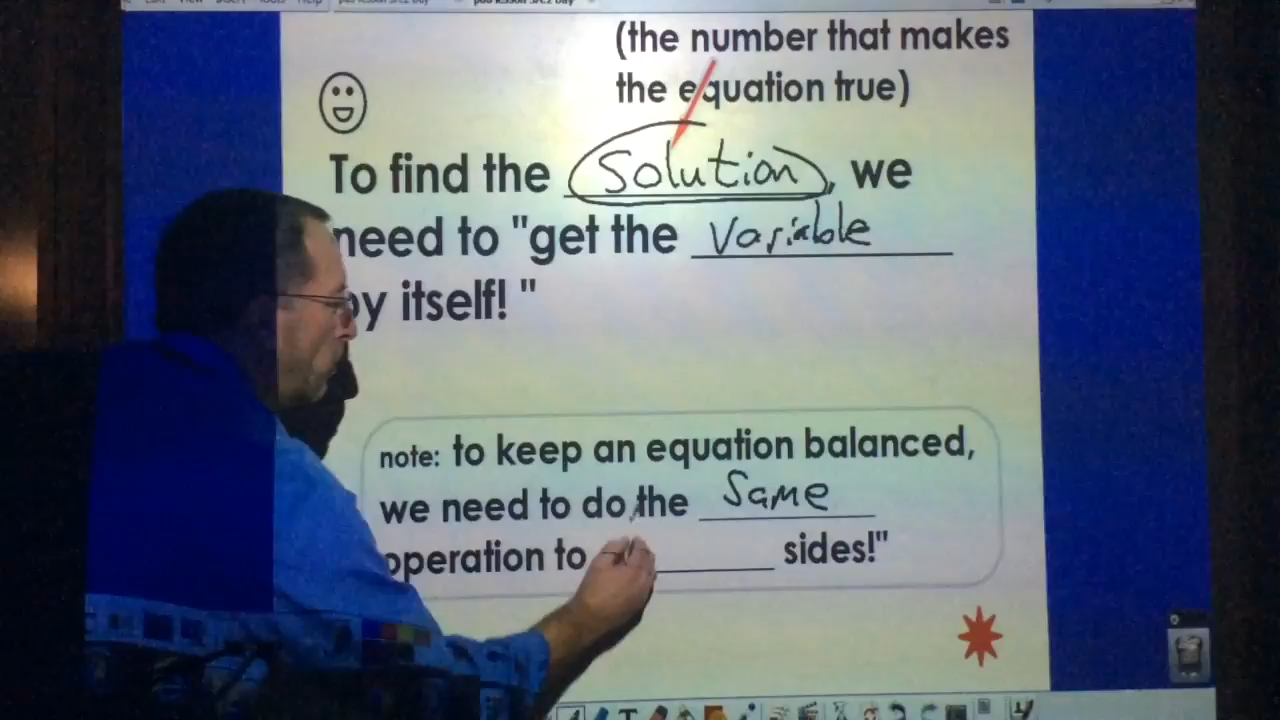 (the number that makes
the equation true)
To find the Solution, we
need to "get the Variable
by itself! "
note: to keep an equation balanced,
we need to do the Same
operation to sides!"